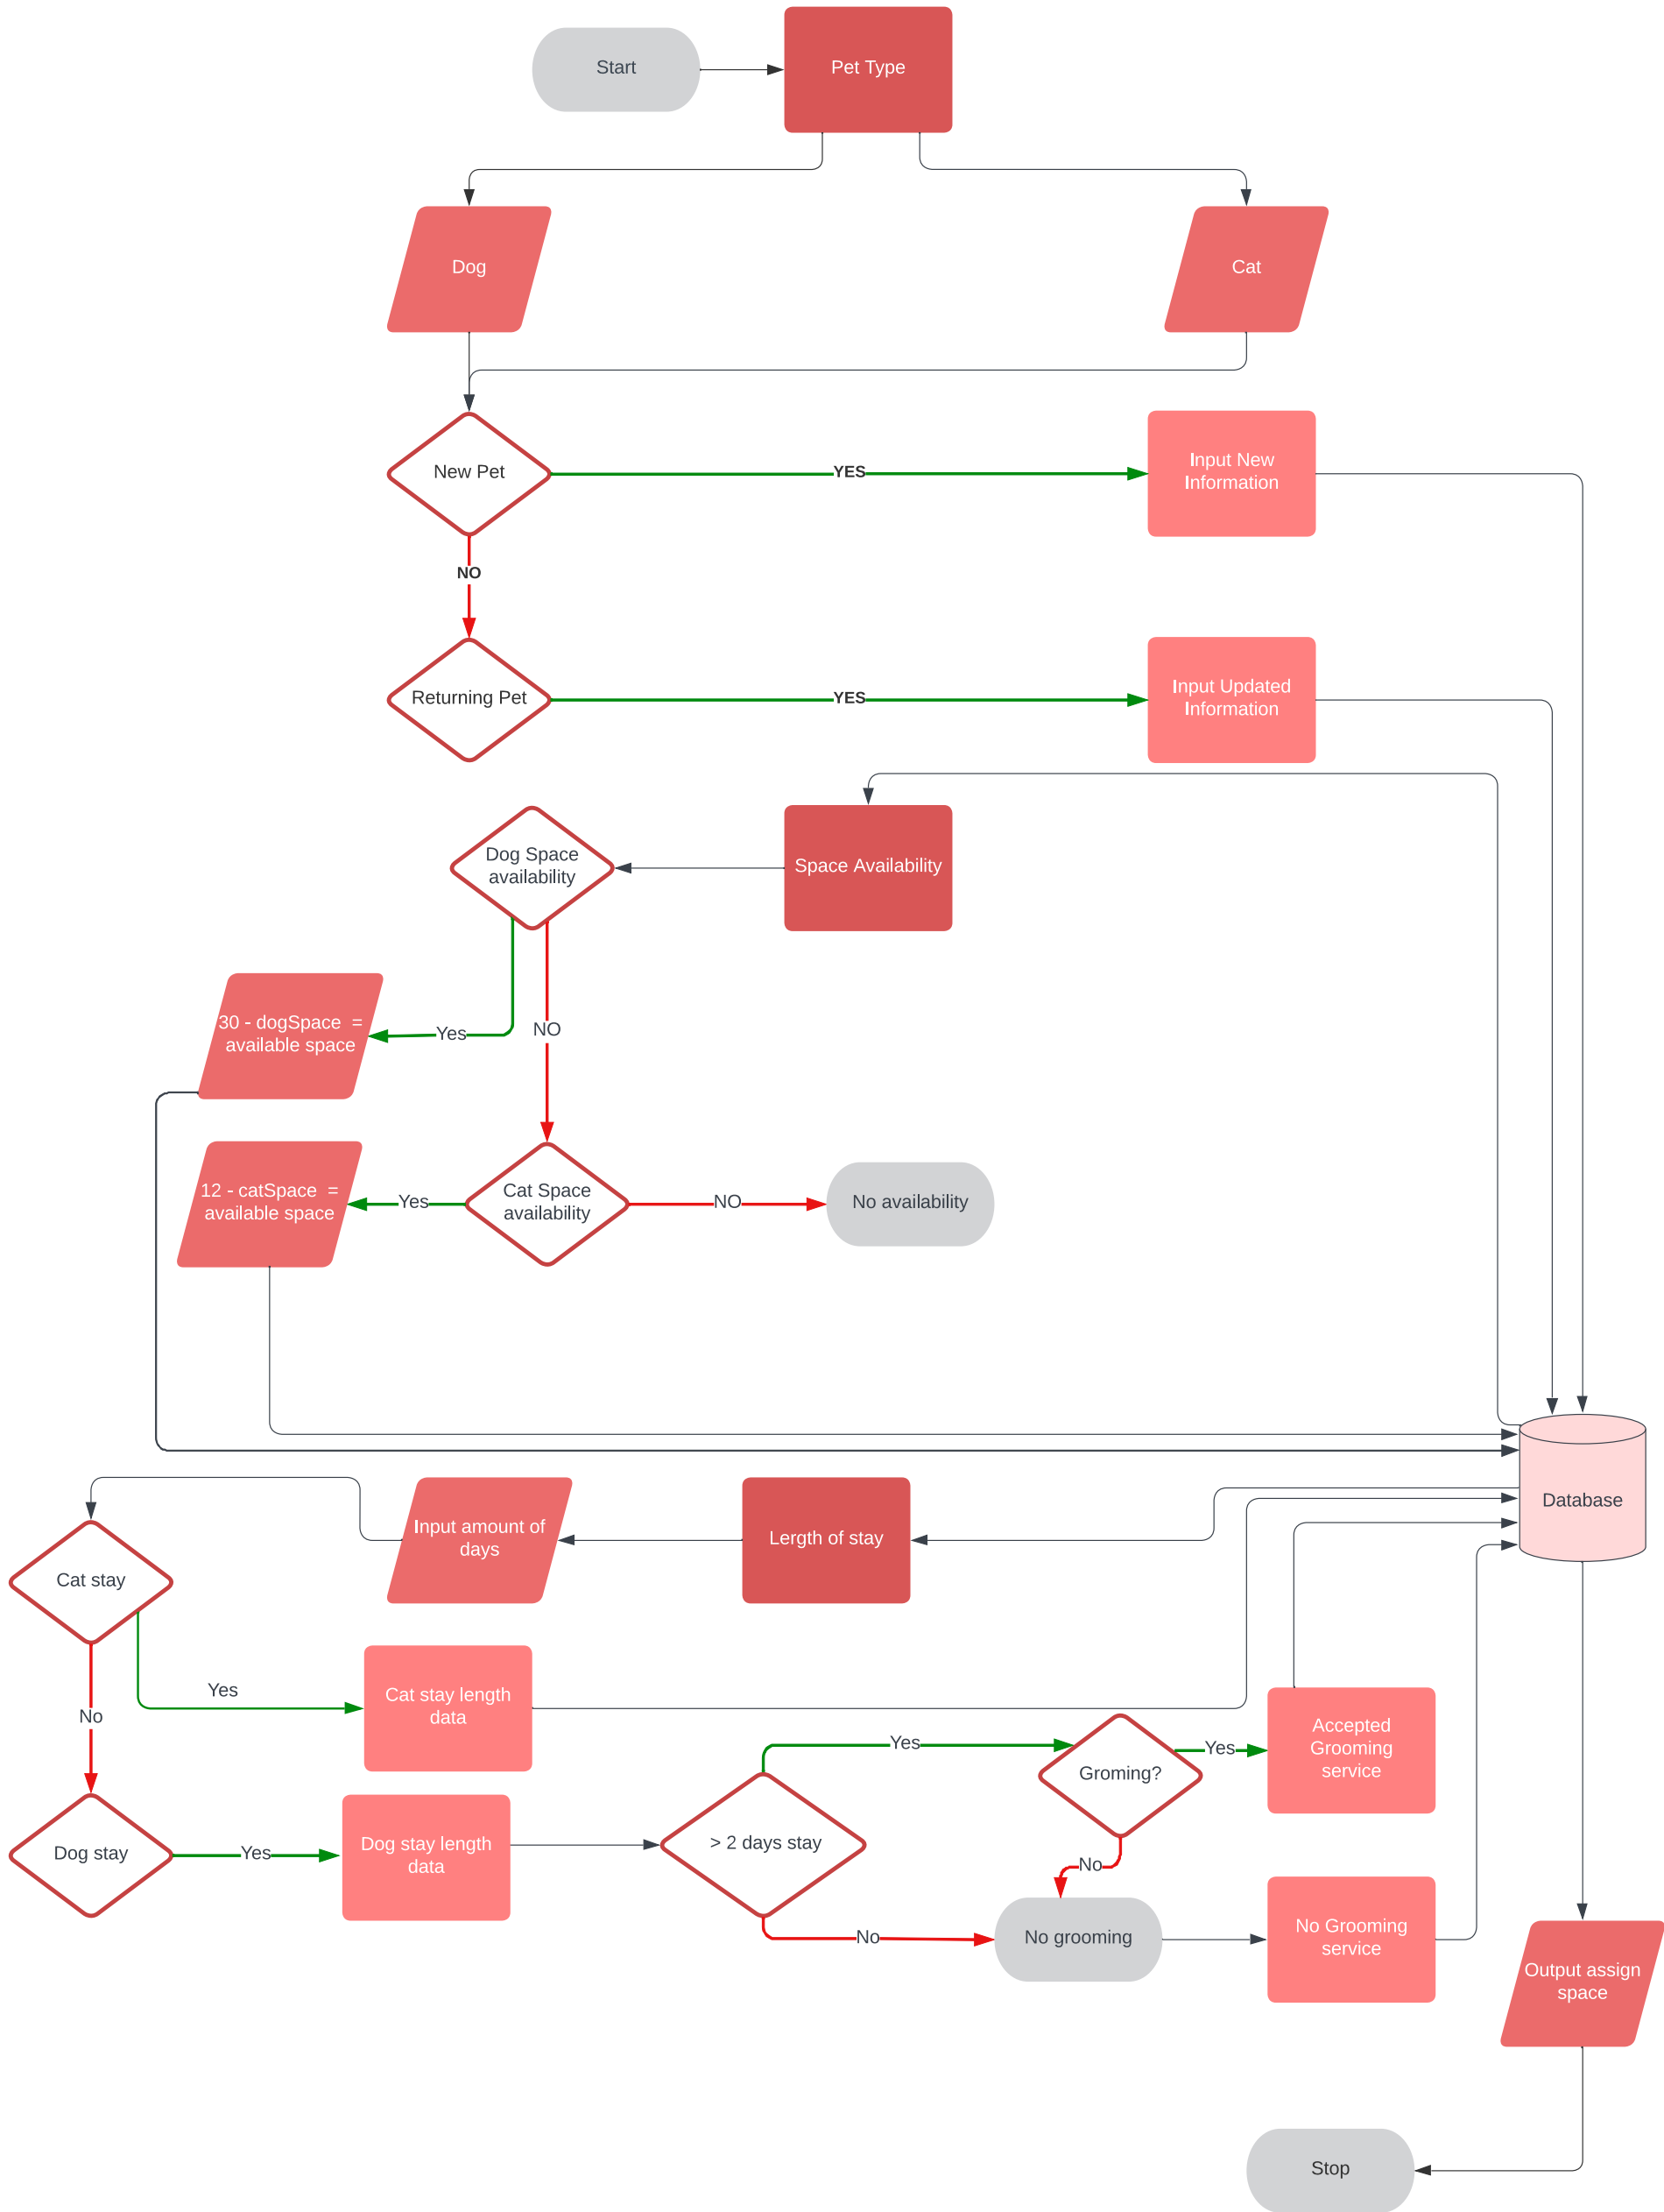 Start
Pet Type
Dog
Cat
New Pet
YES
Input New
Information
NO
Returning Pet
YES
Input Updated
Information
Dog Space
availability
Space Availability
30 - dogSpace  =
available space
Yes
NO
12 - catSpace  =
available space
Yes
Cat Space
availability
NO
No availability
Database
Input amount of
days
Lergth of stay
Cat stay
Yes
No
Cat stay length
data
Yes
Groming?
Yes
Accepted
Grooming
service
Dog stay
Yes
Dog stay length
data
> 2 days stay
No
No
No grooming
No Grooming
service
Output assign
space
Stop